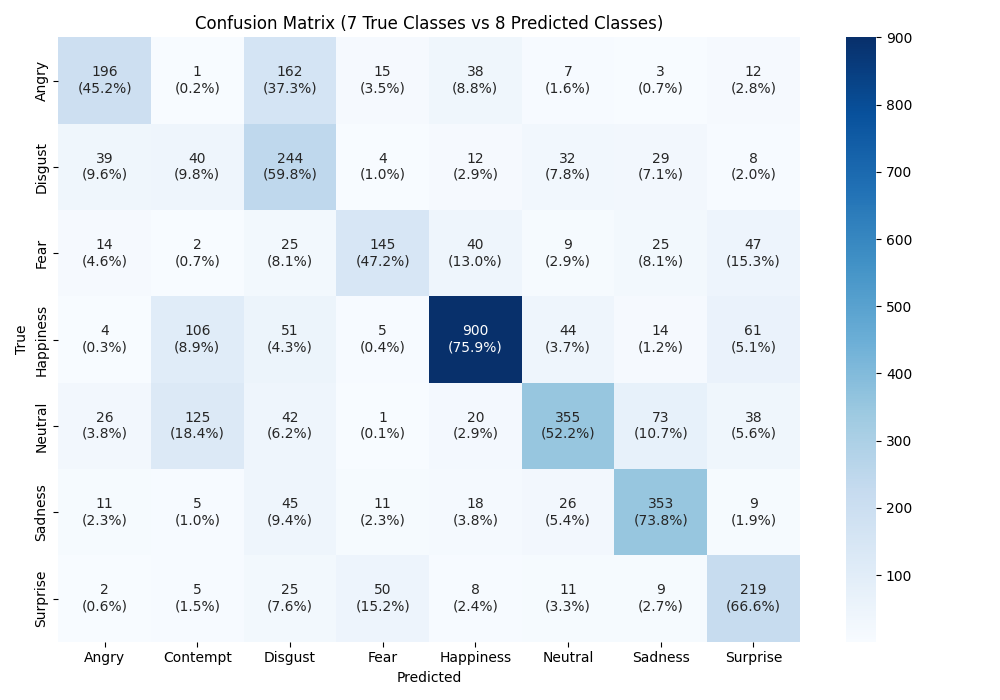 Confusion Matrix (7 True Classes vs 8 Predicted Classes)
Angry
196 1 162 15 38 7 3 12
(45.2%) (0.2%) (37.3%) (3.5%) (8.8%) (1.6%) (0.7%) (2.8%)
Disgust
39 40 244 4 12 32 29 8
(9.6%) (9.8%) (59.8%) (1.0%) (2.9%) (7.8%) (7.1%) (2.0%)
Fear
14 2 25 145 40 9 25 47
(4.6%) (0.7%) (8.1%) (47.2%) (13.0%) (2.9%) (8.1%) (15.3%)
True
Happiness
4 106 51 5 900 44 14 61
(0.3%) (8.9%) (4.3%) (0.4%) (75.9%) (3.7%) (1.2%) (5.1%)
Neutral
26 125 42 1 20 355 73 38
(3.8%) (18.4%) (6.2%) (0.1%) (2.9%) (52.2%) (10.7%) (5.6%)
Sadness
11 5 45 11 18 26 353 9
(2.3%) (1.0%) (9.4%) (2.3%) (3.8%) (5.4%) (73.8%) (1.9%)
Surprise
2 5 25 50 8 11 9 219
(0.6%) (1.5%) (7.6%) (15.2%) (2.4%) (3.3%) (2.7%) (66.6%)
Angry Contempt Disgust Fear Happiness Neutral Sadness Surprise
Predicted
900
800
700
600
500
400
300
200
100